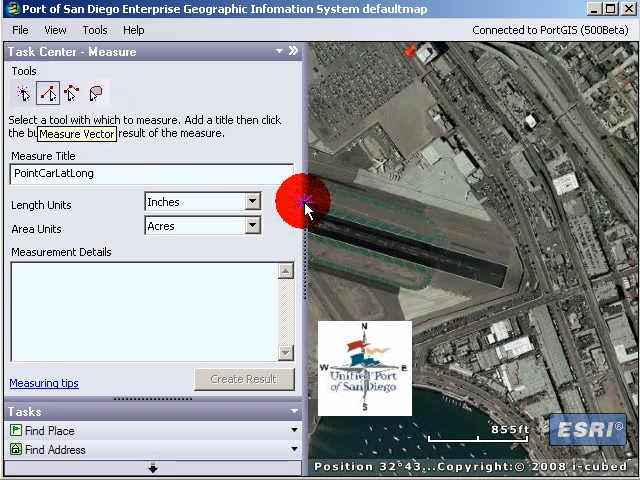 Port of San Diego Enterprise Geographic Infomation System defaultmap
File View Tools Help
Connected to PortGIS (500Beta)
Task Center - Measure
Tools
Select a tool with which to measure. Add a title then click
the bu
Measure Vector
result of the measure.
Measure Title
PointCarLatLong
Length Units
Inches
Area Units
Acres
Measurement Details
Measuring tips
Create Result
Tasks
Find Place
Find Address
N
W E
Unified Port
of San Diego
S
855ft
ESRI®
Position 32°43...Copyright:© 2008 i-cubed